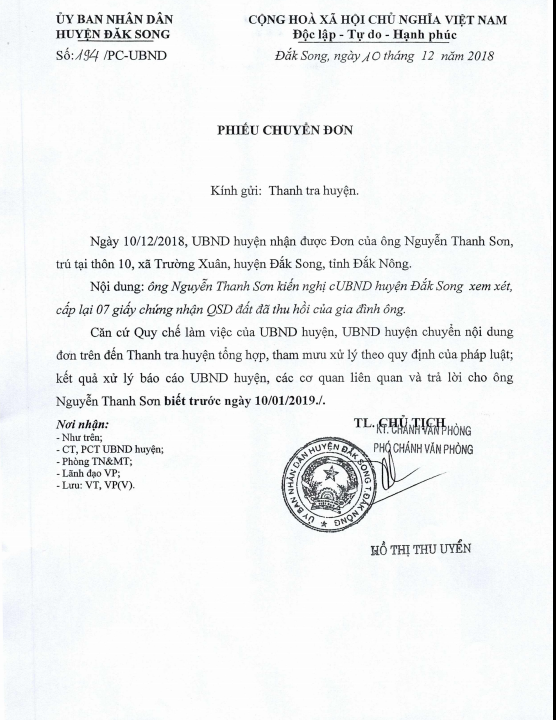 ỦY BAN NHÂN DÂN
HUYỆN ĐĂK SONG
Số: 194 /PC-UBND
CỘNG HOÀ XÃ HỘI CHỦ NGHĨA VIỆT NAM
Độc lập - Tự do - Hạnh phúc
Đắk Song, ngày 10 tháng 12 năm 2018
PHIẾU CHUYỂN ĐƠN
Kính gửi: Thanh tra huyện.
Ngày 10/12/2018, UBND huyện nhận được Đơn của ông Nguyễn Thanh Sơn,
trú tại thôn 10, xã Trường Xuân, huyện Đắk Song, tỉnh Đắk Nông.
Nội dung: ông Nguyễn Thanh Sơn kiến nghị cUBND huyện Đắk Song xem xét,
cấp lại 07 giấy chứng nhận QSD đất đã thu hồi của gia đình ông.
Căn cứ Quy chế làm việc của UBND huyện, UBND huyện chuyển nội dung
đơn trên đến Thanh tra huyện tổng hợp, tham mưu xử lý theo quy định của pháp luật;
kết quả xử lý báo cáo UBND huyện, các cơ quan liên quan và trả lời cho ông
Nguyễn Thanh Sơn biết trước ngày 10/01/2019./.
Nơi nhận:
- Như trên;
- CT, PCT UBND huyện;
- Phòng TN&MT;
- Lãnh đạo VP;
- Lưu: VT, VP(V).
TL. CHỦ TỊCH
KT. CHÁNH VĂN PHÒNG
PHÓ CHÁNH VĂN PHÒNG
ỦY BAN NHÂN DÂN HUYỆN ĐẮK SONG T. ĐẮK NÔNG
HỒ THỊ THU UYỂN